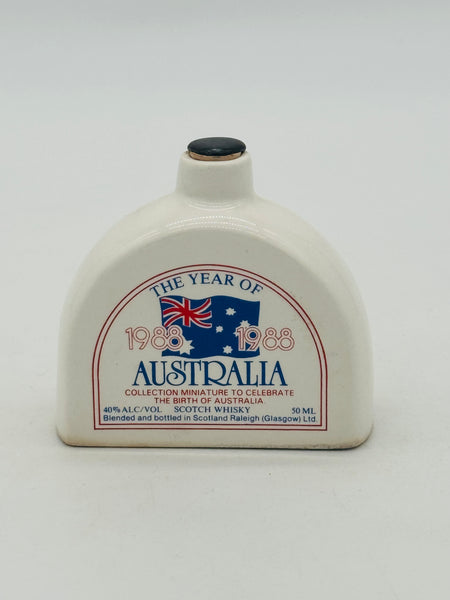 THE YEAR OF
1988 1988
AUSTRALIA
COLLECTION MINIATURE TO CELEBRATE
THE BIRTH OF AUSTRALIA
40% ALC/VOL SCOTCH WHISKY 50 ML
Blended and bottled in Scotland Raleigh (Glasgow) Ltd.